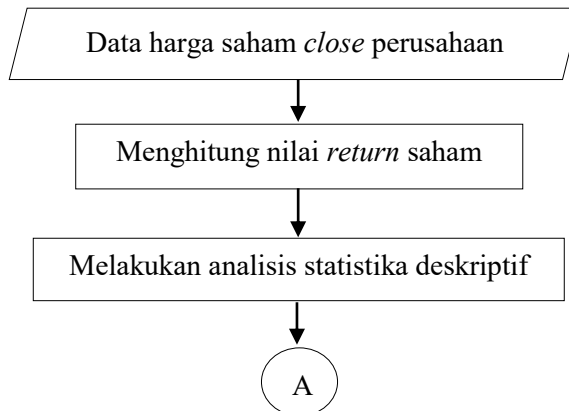 Data harga saham close perusahaan
Menghitung nilai return saham
Melakukan analisis statistika deskriptif
A